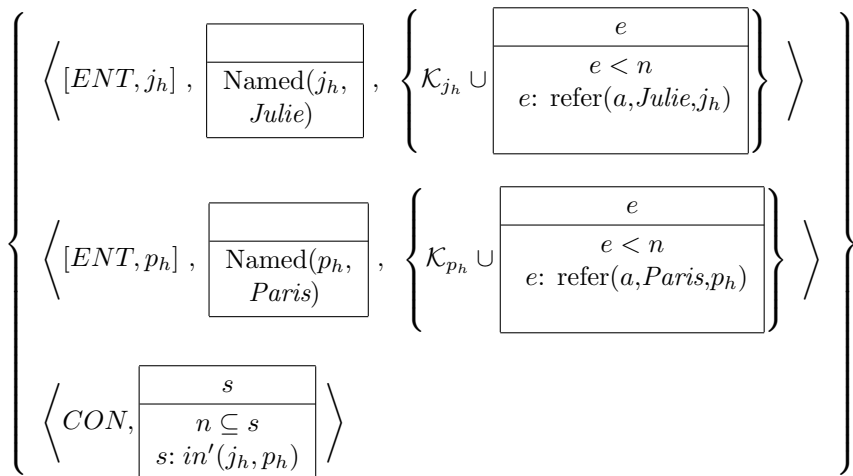 e
⟨ [ENT, j_h] , Named(j_h, , { 𝒦_{j_h} ∪ e < n } ⟩
Julie) e: refer(a,Julie,j_h)
e
⟨ [ENT, p_h] , Named(p_h, , { 𝒦_{p_h} ∪ e < n } ⟩
Paris) e: refer(a,Paris,p_h)
s
⟨ CON, n ⊆ s ⟩
s: in′(j_h, p_h)